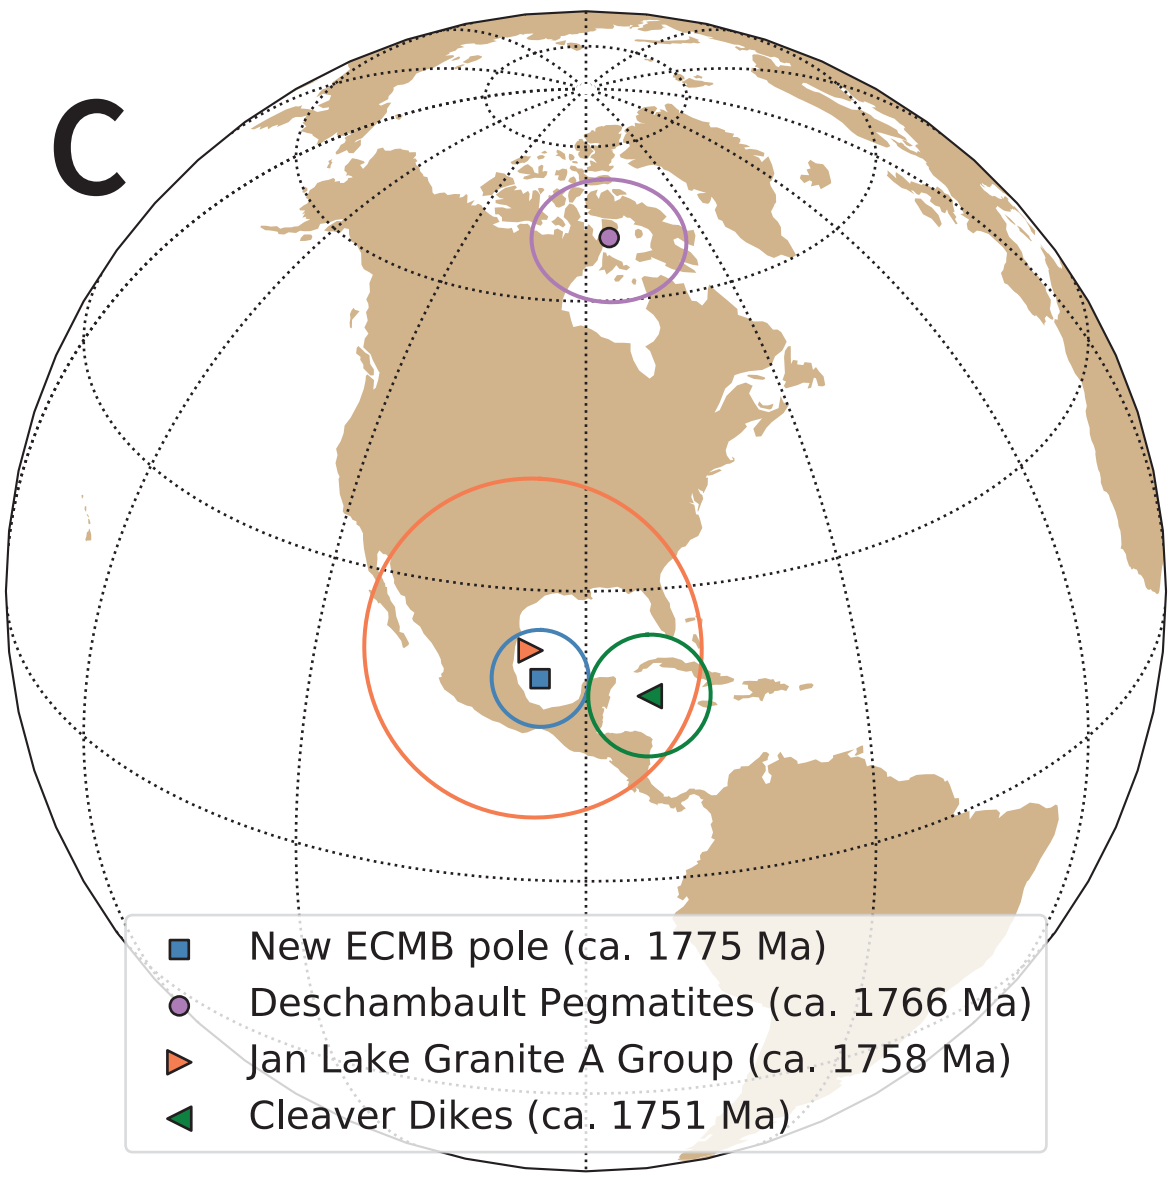 C
New ECMB pole (ca. 1775 Ma)
Deschambault Pegmatites (ca. 1766 Ma)
Jan Lake Granite A Group (ca. 1758 Ma)
Cleaver Dikes (ca. 1751 Ma)